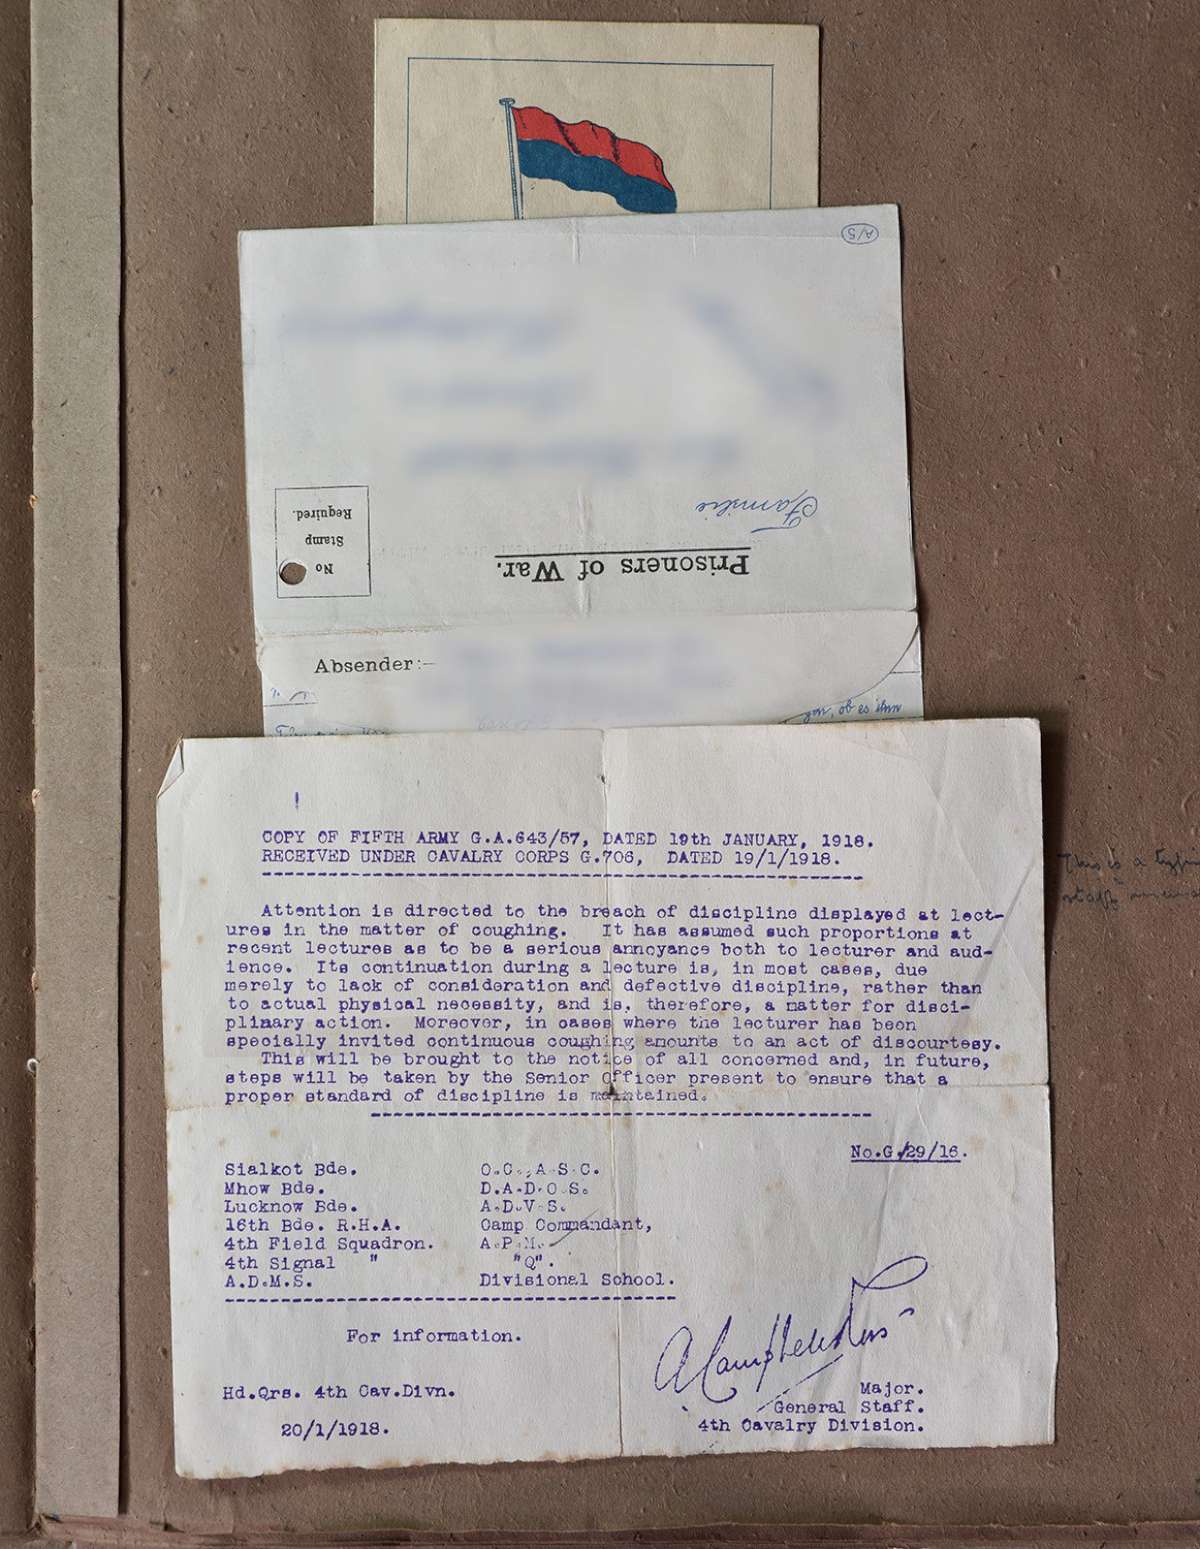 A/S
Familie
Prisoners of War.
No
Stamp
Required.
Absender:-
ob es ihm
COPY OF FIFTH ARMY G.A.643/57, DATED 19th JANUARY, 1918.
RECEIVED UNDER CAVALRY CORPS G.706, DATED 19/1/1918.
Attention is directed to the breach of discipline displayed at lect-
ures in the matter of coughing. It has assumed such proportions at
recent lectures as to be a serious annoyance both to lecturer and aud-
ience. Its continuation during a lecture is, in most cases, due
merely to lack of consideration and defective discipline, rather than
to actual physical necessity, and is, therefore, a matter for disci-
plinary action. Moreover, in cases where the lecturer has been
specially invited continuous coughing amounts to an act of discourtesy.
This will be brought to the notice of all concerned and, in future,
steps will be taken by the Senior Officer present to ensure that a
proper standard of discipline is maintained.
No.G./29/16.
Sialkot Bde. O.C., A.S.C.
Mhow Bde. D.A.D.O.S.
Lucknow Bde. A.D.V.S.
16th Bde. R.H.A. Camp Commandant,
4th Field Squadron. A.P.M.
4th Signal " "Q".
A.D.M.S. Divisional School.
For information.
Hd.Qrs. 4th Cav.Divn.
20/1/1918.
Major.
General Staff.
4th Cavalry Division.
This is a
staff